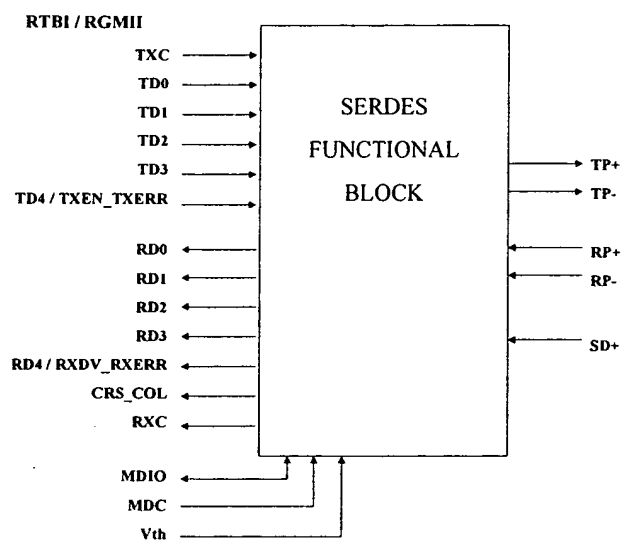 RTBI / RGMII
TXC
TD0
TD1
TD2
TD3
TD4 / TXEN_TXERR
RD0
RD1
RD2
RD3
RD4 / RXDV_RXERR
CRS_COL
RXC
MDIO
MDC
Vth
SERDES
FUNCTIONAL
BLOCK
TP+
TP-
RP+
RP-
SD+